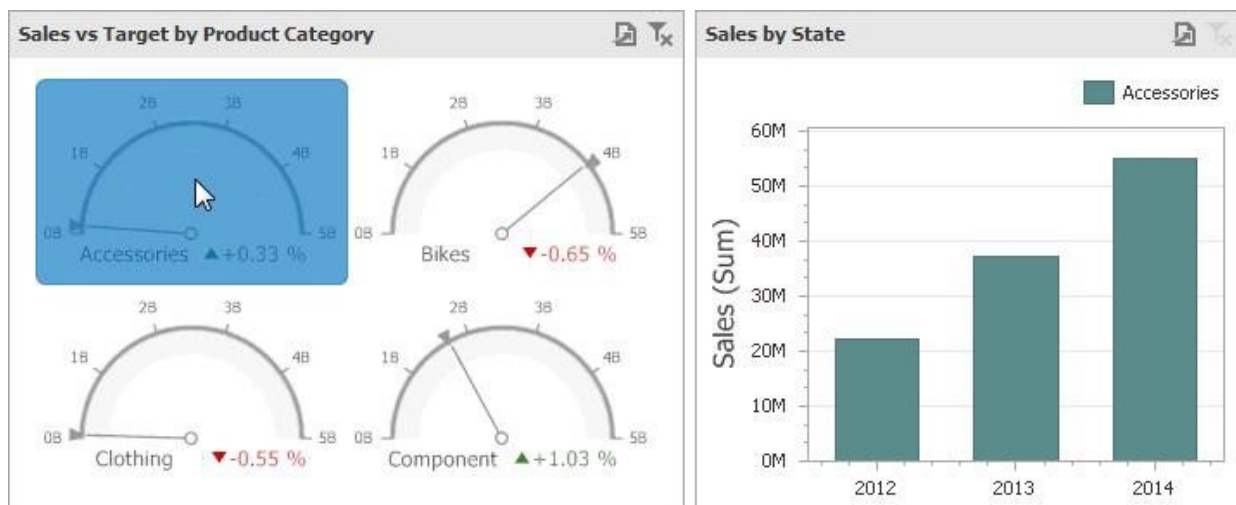 Sales vs Target by Product Category
2B 3B
1B 4B
0B 5B
Accessories ▲+0.33 %
2B 3B
1B 4B
0B 5B
Bikes ▼-0.65 %
2B 3B
1B 4B
0B 5B
Clothing ▼-0.55 %
2B 3B
1B 4B
0B 5B
Component ▲+1.03 %
Sales by State
Accessories
Sales (Sum)
60M
50M
40M
30M
20M
10M
0M
2012 2013 2014